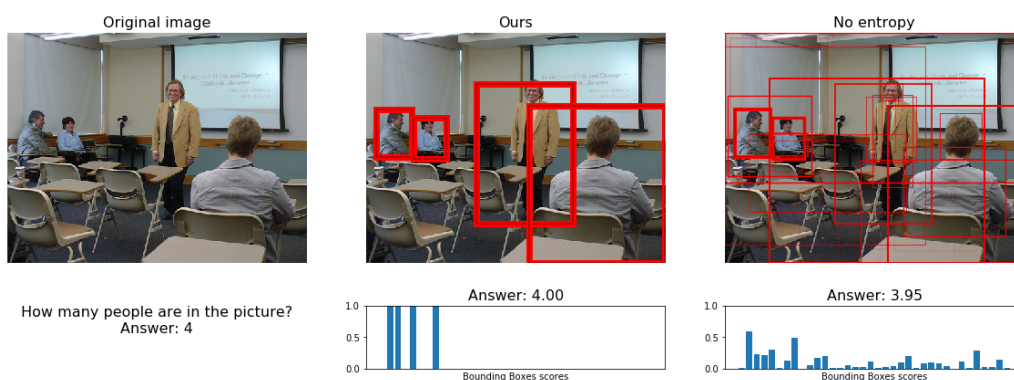 Original image
Ours
No entropy
How many people are in the picture?
Answer: 4
Answer: 4.00
1.0
0.5
0.0
Bounding Boxes scores
Answer: 3.95
1.0
0.5
0.0
Bounding Boxes scores